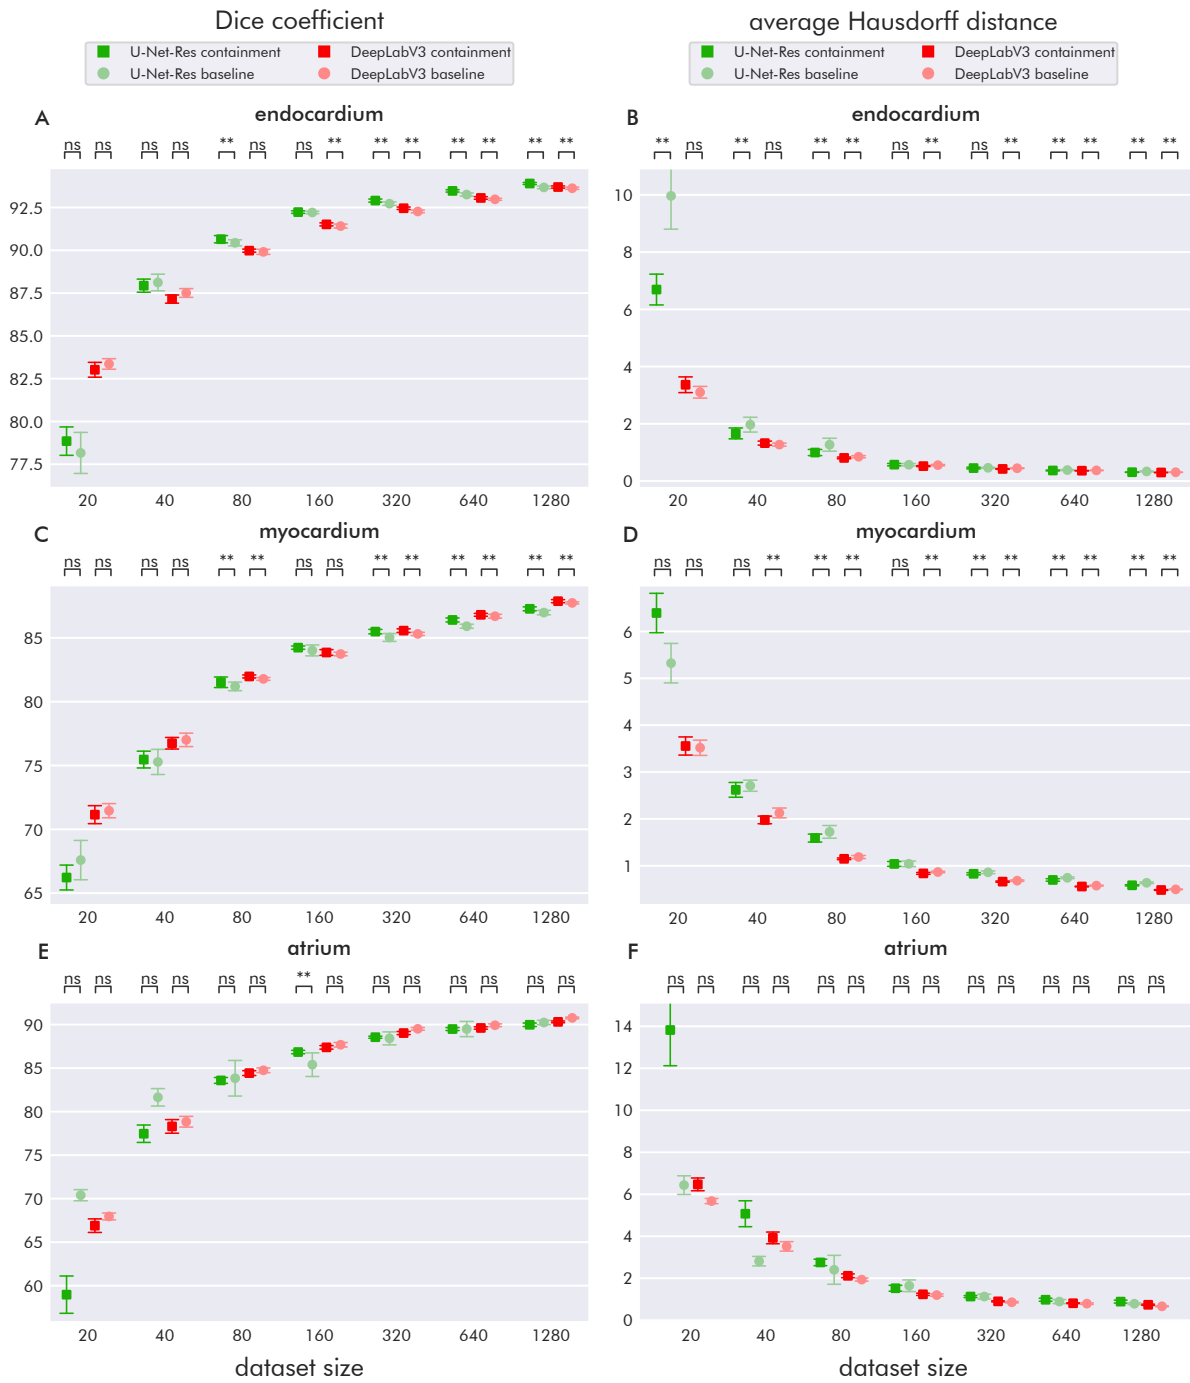 Dice coefficient
U-Net-Res containment DeepLabV3 containment
U-Net-Res baseline DeepLabV3 baseline
A endocardium
ns ns ns ns ** ns ns ** ** ** ** ** ** **
92.5
90.0
87.5
85.0
82.5
80.0
77.5
20 40 80 160 320 640 1280
average Hausdorff distance
U-Net-Res containment DeepLabV3 containment
U-Net-Res baseline DeepLabV3 baseline
B endocardium
** ns ** ns ** ** ns ** ns ** ** ** ** **
10
8
6
4
2
0
20 40 80 160 320 640 1280
C myocardium
ns ns ns ns ** ** ns ns ** ** ** ** ** **
85
80
75
70
65
20 40 80 160 320 640 1280
D myocardium
ns ns ns ** ** ** ns ** ** ** ** ** ** **
6
5
4
3
2
1
20 40 80 160 320 640 1280
E atrium
ns ns ns ns ns ns ** ns ns ns ns ns ns ns
90
85
80
75
70
65
60
20 40 80 160 320 640 1280
dataset size
F atrium
ns ns ns ns ns ns ns ns ns ns ns ns ns ns
14
12
10
8
6
4
2
0
20 40 80 160 320 640 1280
dataset size